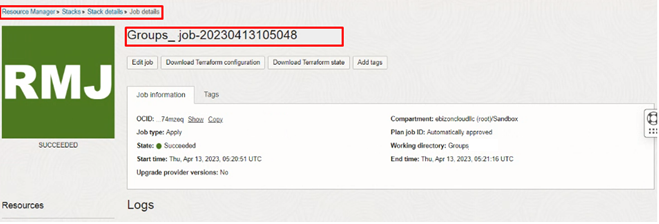 Resource Manager » Stacks » Stack details » Job details
Groups_ job-20230413105048
RMJ
SUCCEEDED
Edit job
Download Terraform configuration
Download Terraform state
Add tags
Job information
Tags
OCID: ...74mzeq Show Copy
Job type: Apply
State: Succeeded
Start time: Thu, Apr 13, 2023, 05:20:51 UTC
Upgrade provider versions: No
Compartment: ebizoncloudllc (root)/Sandbox
Plan job ID: Automatically approved
Working directory: Groups
End time: Thu, Apr 13, 2023, 05:21:16 UTC
Resources
Logs